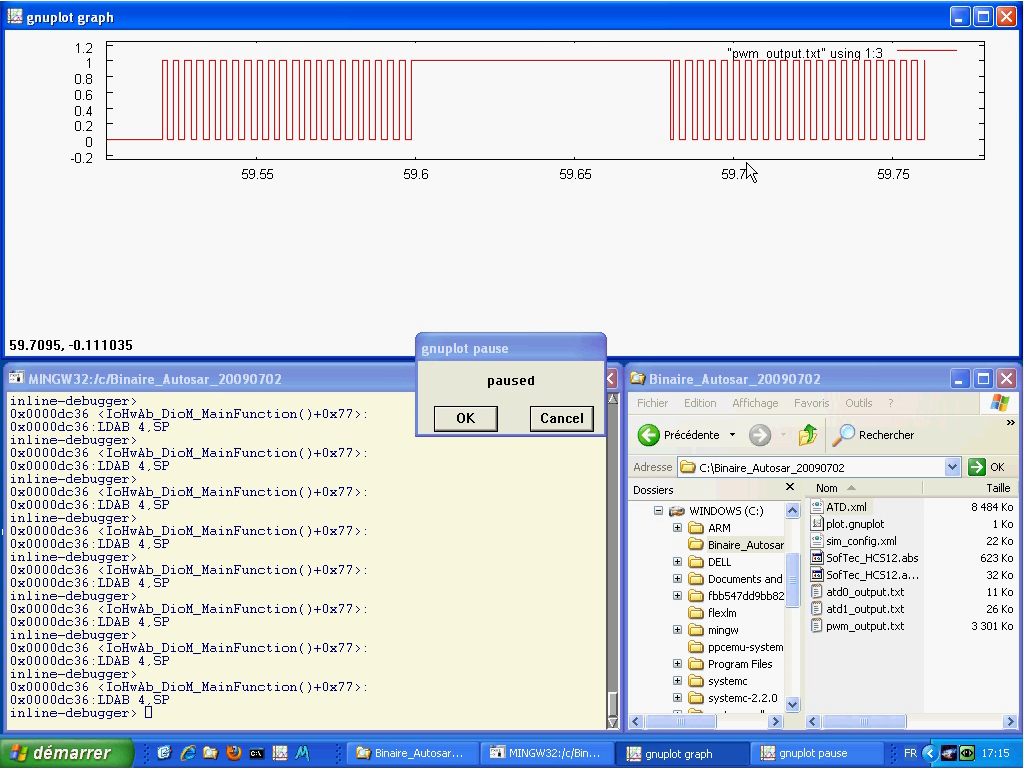 gnuplot graph
1.2
"pwm_output.txt" using 1:3
1
0.8
0.6
0.4
0.2
0
-0.2
59.55 59.6 59.65 59.75
59.7095, -0.111035
gnuplot pause
paused
OK Cancel
MINGW32:/c/Binaire_Autosar_20090702
inline-debugger>
0x0000dc36 <IoHwAb_DioM_MainFunction()+0x77>:
0x0000dc36:LDAB 4,SP
inline-debugger>
0x0000dc36 <IoHwAb_DioM_MainFunction()+0x77>:
0x0000dc36:LDAB 4,SP
inline-debugger>
0x0000dc36 <IoHwAb_DioM_MainFunction()+0x77>:
0x0000dc36:LDAB 4,SP
inline-debugger>
0x0000dc36 <IoHwAb_DioM_MainFunction()+0x77>:
0x0000dc36:LDAB 4,SP
inline-debugger>
0x0000dc36 <IoHwAb_DioM_MainFunction()+0x77>:
0x0000dc36:LDAB 4,SP
inline-debugger>
0x0000dc36 <IoHwAb_DioM_MainFunction()+0x77>:
0x0000dc36:LDAB 4,SP
inline-debugger>
0x0000dc36 <IoHwAb_DioM_MainFunction()+0x77>:
0x0000dc36:LDAB 4,SP
inline-debugger>
0x0000dc36 <IoHwAb_DioM_MainFunction()+0x77>:
0x0000dc36:LDAB 4,SP
inline-debugger>
Binaire_Autosar_20090702
Fichier Edition Affichage Favoris Outils ?
Précédente Rechercher
Adresse C:\Binaire_Autosar_20090702 OK
Dossiers
WINDOWS (C:)
ARM
Binaire_Autosar
DELL
Documents and
fbb547dd9bb82
flexlm
mingw
ppcemu-system
Program Files
systemc
systemc-2.2.0
Nom Taille
ATD.xml 8 484 Ko
plot.gnuplot 1 Ko
sim_config.xml 22 Ko
SofTec_HCS12.abs 623 Ko
SofTec_HCS12.a... 32 Ko
atd0_output.txt 11 Ko
atd1_output.txt 26 Ko
pwm_output.txt 3 301 Ko
démarrer
Binaire_Autosar...
MINGW32:/c/Bin...
gnuplot graph
gnuplot pause
FR
17:15